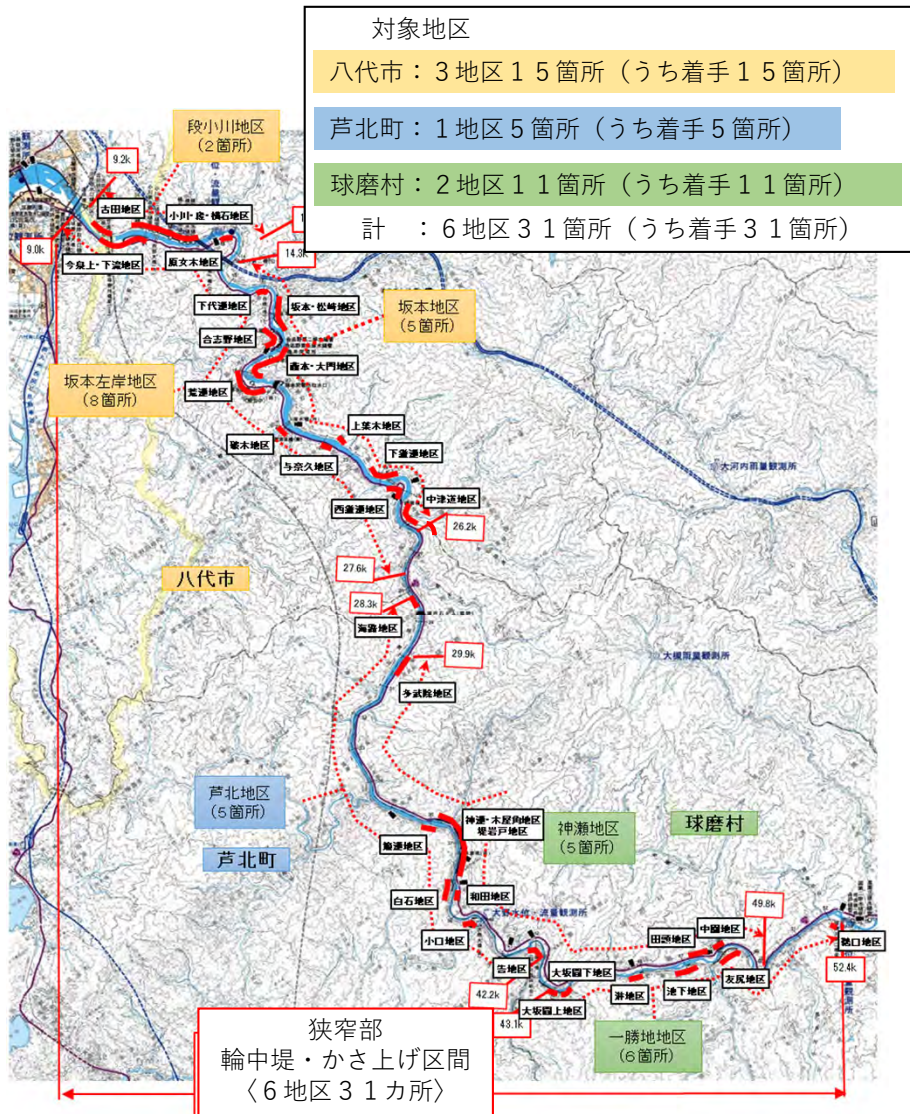 対象地区
八代市：３地区１５箇所（うち着手１５箇所）
芦北町：１地区５箇所（うち着手５箇所）
球磨村：２地区１１箇所（うち着手１１箇所）
計　：６地区３１箇所（うち着手３１箇所）
段小川地区
(2箇所)
9.2k
古田地区
小川・段・横石地区
9.0k
14.3k
今泉上・下流地区
原女木地区
下代瀬地区
坂本・松崎地区
坂本地区
(5箇所)
合志野地区
坂本左岸地区
(8箇所)
荒瀬地区
上葉木地区
与奈久地区
下鎌瀬地区
中津道地区
西鎌瀬地区
26.2k
大河内雨量観測所
八代市
27.6k
28.3k
海路地区
29.9k
大槻雨量観測所
多武除地区
芦北地区
(5箇所)
芦北町
神瀬・木屋角地区
堤岩戸地区
神瀬地区
(5箇所)
球磨村
白石地区
和田地区
大野水位・流量観測所
小口地区
田頭地区
中園地区
49.8k
告地区
大坂間下地区
淋地区
池下地区
友尻地区
鵜口地区
52.4k
42.2k
大坂間上地区
43.1k
一勝地地区
(6箇所)
狭窄部
輪中堤・かさ上げ区間
〈６地区３１カ所〉